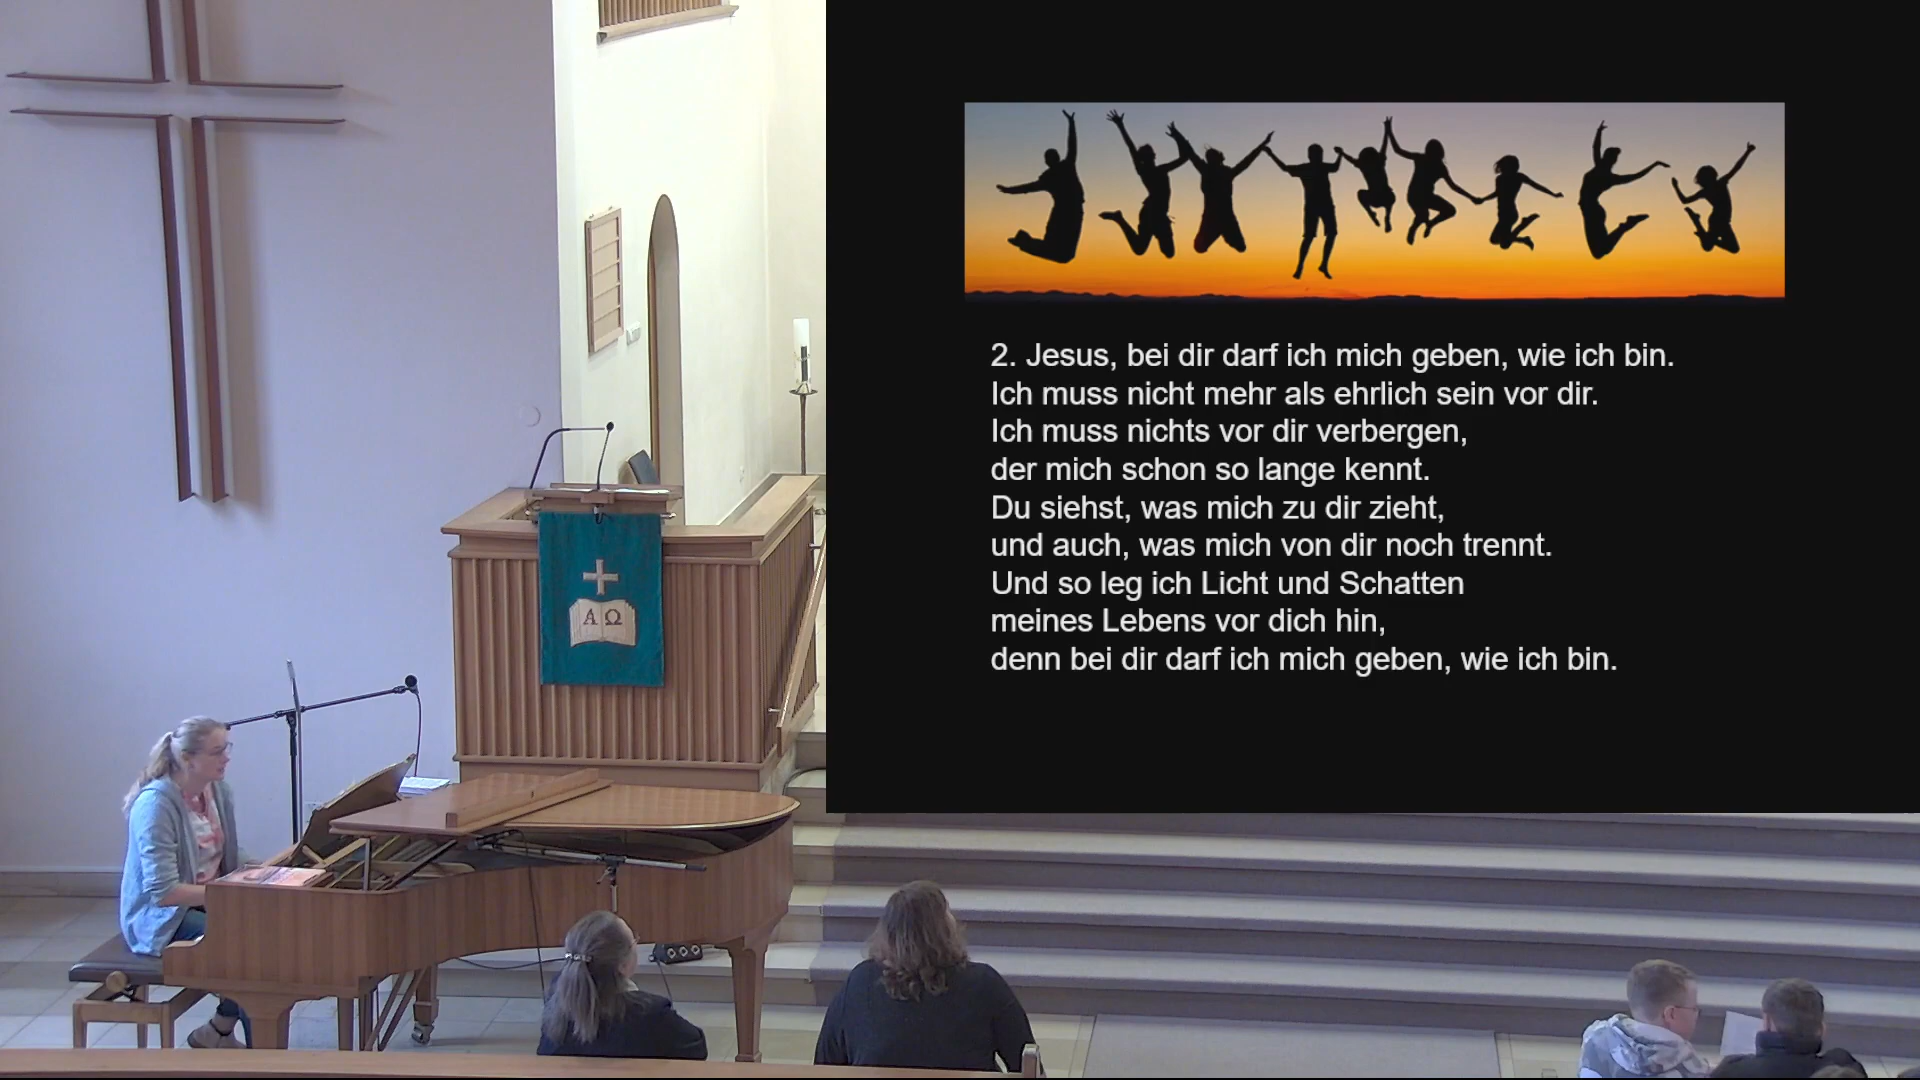 2. Jesus, bei dir darf ich mich geben, wie ich bin.
Ich muss nicht mehr als ehrlich sein vor dir.
Ich muss nichts vor dir verbergen,
der mich schon so lange kennt.
Du siehst, was mich zu dir zieht,
und auch, was mich von dir noch trennt.
Und so leg ich Licht und Schatten
meines Lebens vor dich hin,
denn bei dir darf ich mich geben, wie ich bin.
Α Ω